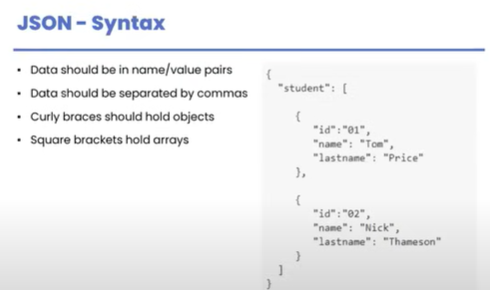 JSON - Syntax
• Data should be in name/value pairs
• Data should be separated by commas
• Curly braces should hold objects
• Square brackets hold arrays
{
"student": [
{
"id":"01",
"name": "Tom",
"lastname": "Price"
},
{
"id":"02",
"name": "Nick",
"lastname": "Thameson"
}
]
}